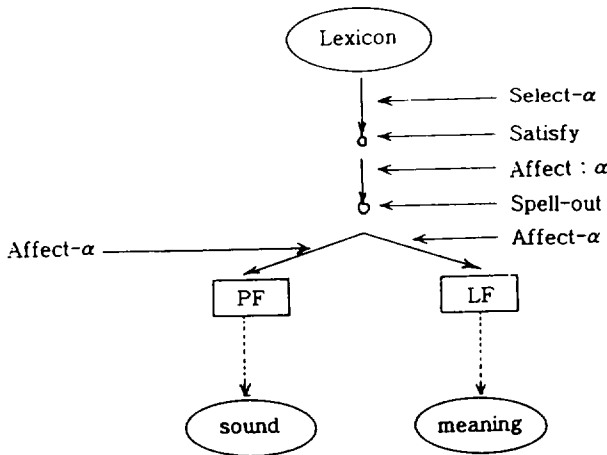 Lexicon
Select-α
Satisfy
Affect : α
Spell-out
Affect-α
Affect-α
PF
LF
sound
meaning